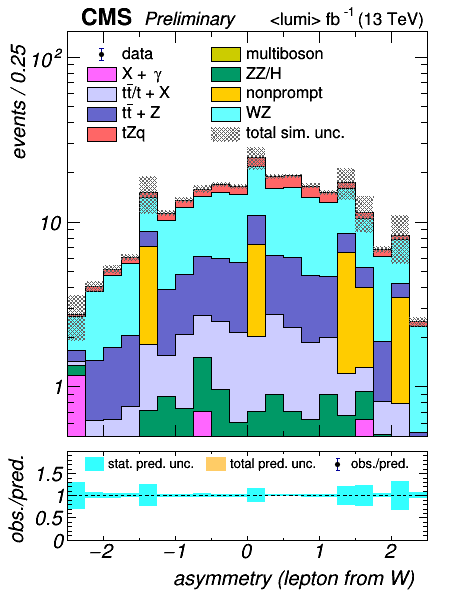 CMS Preliminary <lumi> fb⁻¹ (13 TeV)
events / 0.25
10²
10
1
data
X + γ
tt̄/t + X
tt̄ + Z
tZq
multiboson
ZZ/H
nonprompt
WZ
total sim. unc.
obs./pred.
1.5
1
0.5
0
stat. pred. unc. total pred. unc. obs./pred.
−2 −1 0 1 2
asymmetry (lepton from W)